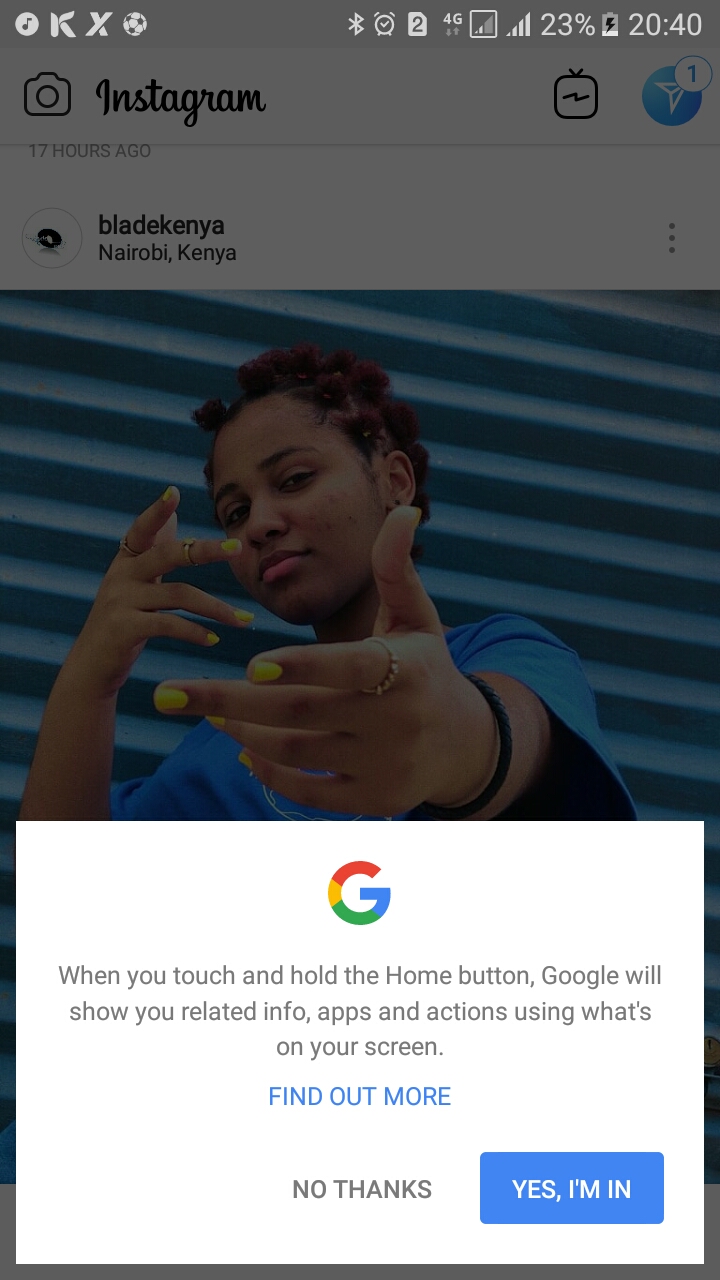 2 4G 23% 20:40
Instagram 1
17 HOURS AGO
bladekenya
Nairobi, Kenya
When you touch and hold the Home button, Google will
show you related info, apps and actions using what's
on your screen.
FIND OUT MORE
NO THANKS YES, I'M IN